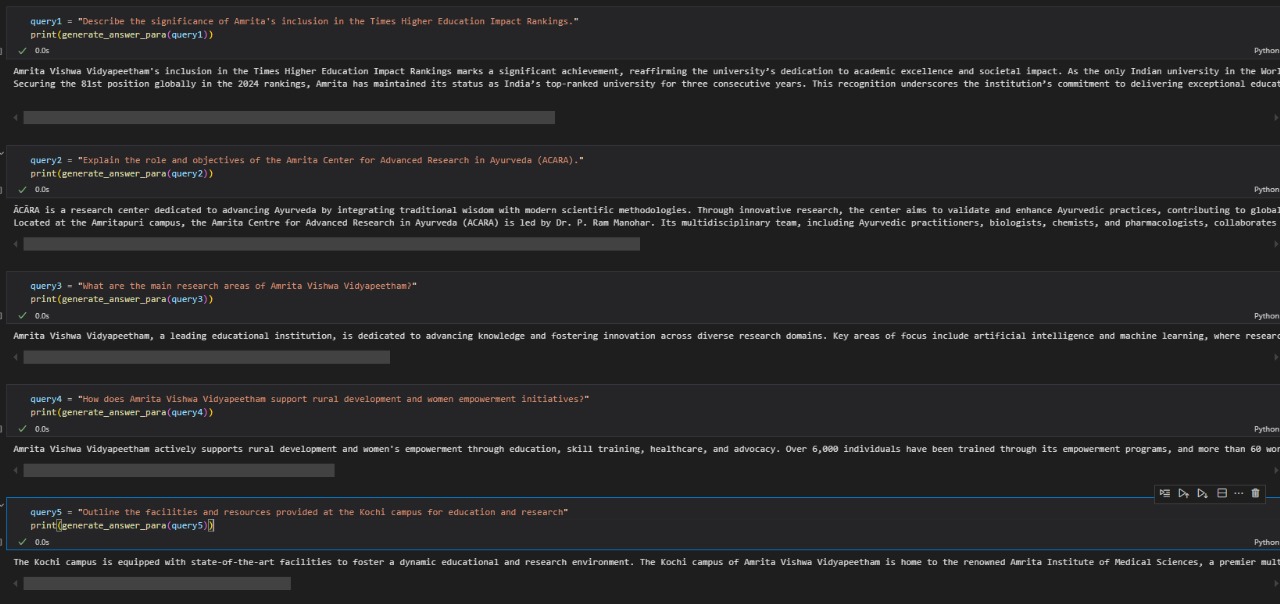 query1 = "Describe the significance of Amrita's inclusion in the Times Higher Education Impact Rankings."
print(generate_answer_para(query1))
0.0s
Python
Amrita Vishwa Vidyapeetham's inclusion in the Times Higher Education Impact Rankings marks a significant achievement, reaffirming the university's dedication to academic excellence and societal impact. As the only Indian university in the Worl
Securing the 81st position globally in the 2024 rankings, Amrita has maintained its status as India's top-ranked university for three consecutive years. This recognition underscores the institution's commitment to delivering exceptional educat
query2 = "Explain the role and objectives of the Amrita Center for Advanced Research in Ayurveda (ACARA)."
print(generate_answer_para(query2))
0.0s
Python
ĀCĀRA is a research center dedicated to advancing Ayurveda by integrating traditional wisdom with modern scientific methodologies. Through innovative research, the center aims to validate and enhance Ayurvedic practices, contributing to global
Located at the Amritapuri campus, the Amrita Centre for Advanced Research in Ayurveda (ACARA) is led by Dr. P. Ram Manohar. Its multidisciplinary team, including Ayurvedic practitioners, biologists, chemists, and pharmacologists, collaborates
query3 = "What are the main research areas of Amrita Vishwa Vidyapeetham?"
print(generate_answer_para(query3))
0.0s
Python
Amrita Vishwa Vidyapeetham, a leading educational institution, is dedicated to advancing knowledge and fostering innovation across diverse research domains. Key areas of focus include artificial intelligence and machine learning, where researc
query4 = "How does Amrita Vishwa Vidyapeetham support rural development and women empowerment initiatives?"
print(generate_answer_para(query4))
0.0s
Python
Amrita Vishwa Vidyapeetham actively supports rural development and women's empowerment through education, skill training, healthcare, and advocacy. Over 6,000 individuals have been trained through its empowerment programs, and more than 60 wom
query5 = "Outline the facilities and resources provided at the Kochi campus for education and research"
print(generate_answer_para(query5))
0.0s
Python
The Kochi campus is equipped with state-of-the-art facilities to foster a dynamic educational and research environment. The Kochi campus of Amrita Vishwa Vidyapeetham is home to the renowned Amrita Institute of Medical Sciences, a premier mult